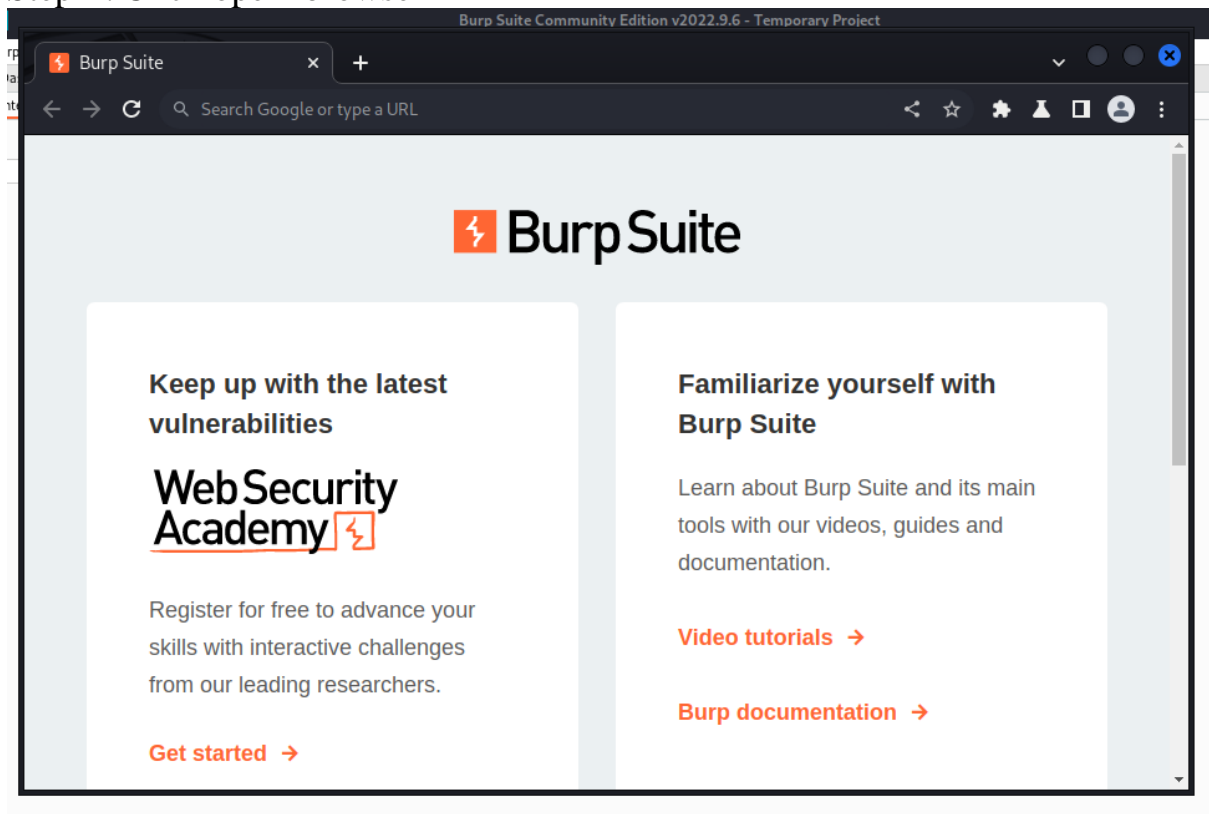 Burp Suite Community Edition v2022.9.6 - Temporary Project
Burp Suite
Search Google or type a URL
Burp Suite
Keep up with the latest
vulnerabilities
Web Security
Academy
Register for free to advance your
skills with interactive challenges
from our leading researchers.
Get started →
Familiarize yourself with
Burp Suite
Learn about Burp Suite and its main
tools with our videos, guides and
documentation.
Video tutorials →
Burp documentation →